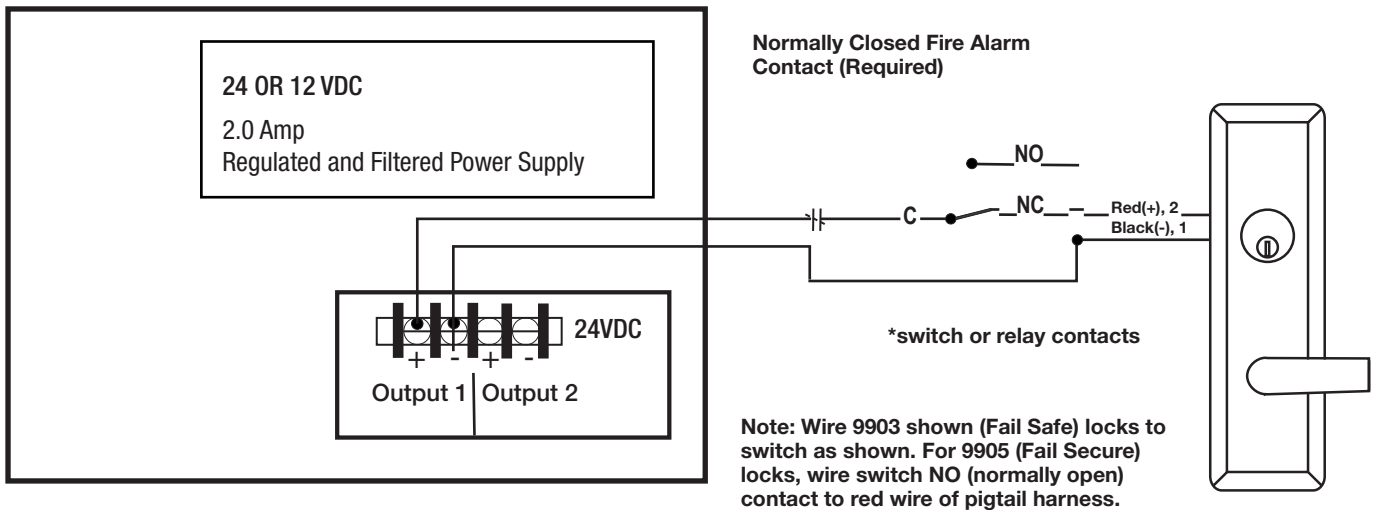 24 OR 12 VDC
2.0 Amp
Regulated and Filtered Power Supply
Normally Closed Fire Alarm
Contact (Required)
NO
C
NC
Red(+), 2
Black(-), 1
24VDC
+ - + -
Output 1 Output 2
*switch or relay contacts
Note: Wire 9903 shown (Fail Safe) locks to
switch as shown. For 9905 (Fail Secure)
locks, wire switch NO (normally open)
contact to red wire of pigtail harness.